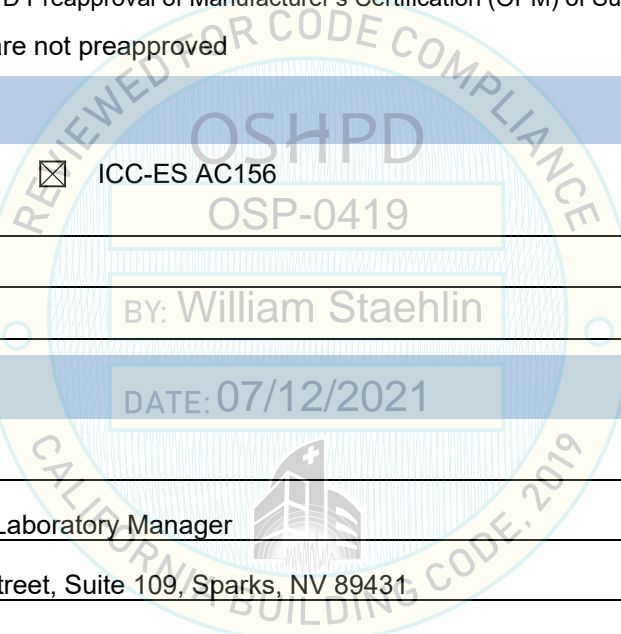 D Preapproval of Manufacturer's Certification (OPM) of Su
are not preapproved
REVIEWED FOR CODE COMPLIANCE
OSHPD
ICC-ES AC156
OSP-0419
BY: William Staehlin
DATE: 07/12/2021
Laboratory Manager
treet, Suite 109, Sparks, NV 89431
CALIFORNIA BUILDING CODE, 2019